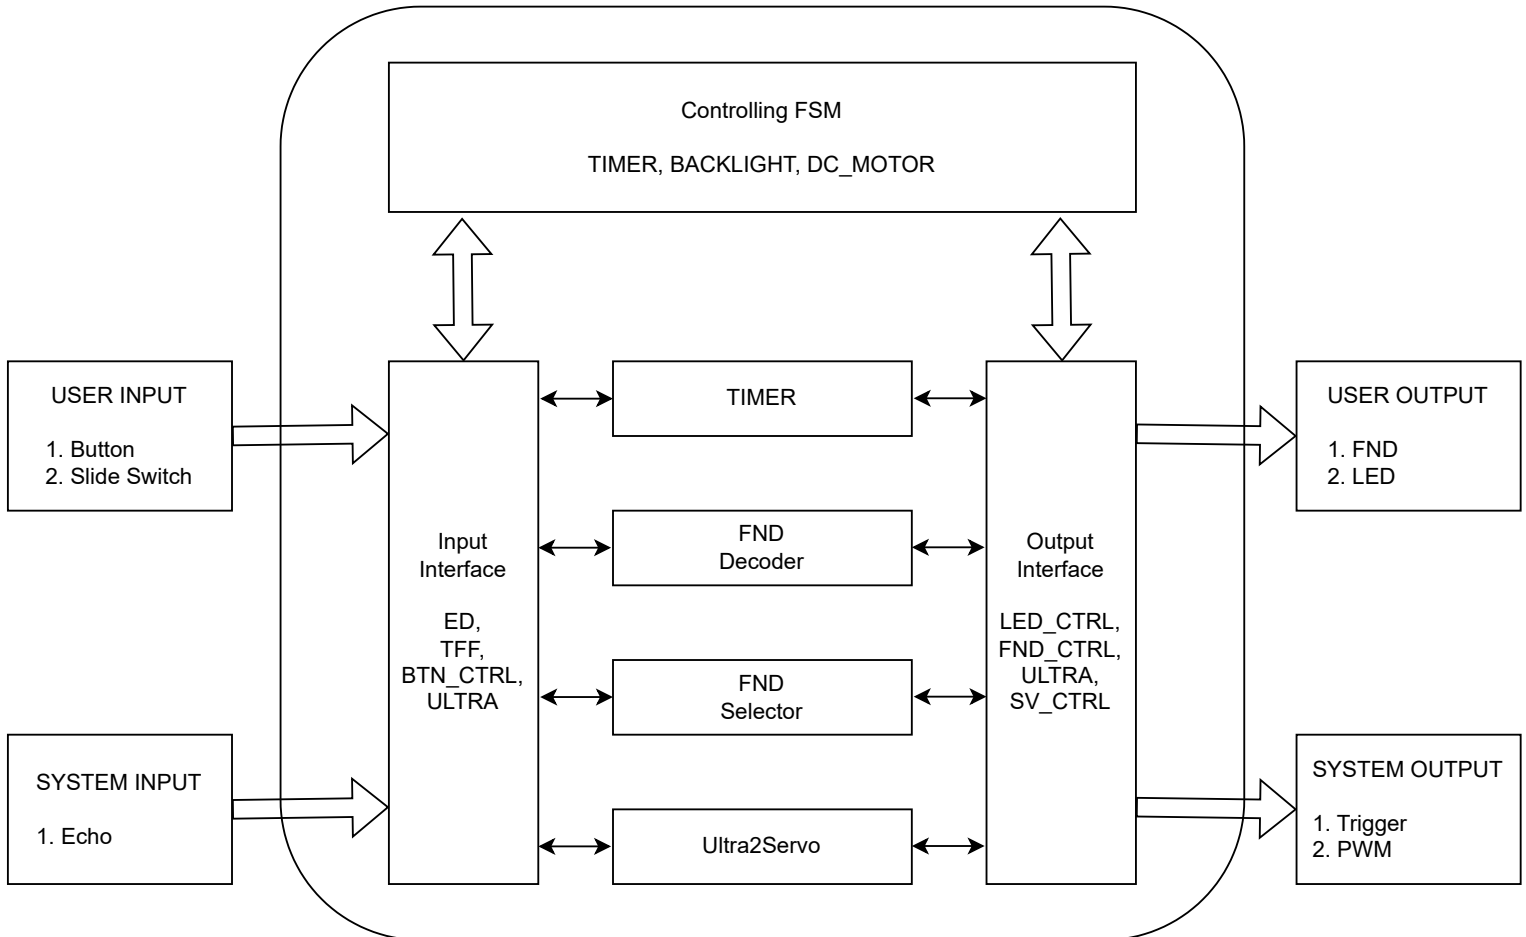 Controlling FSM
TIMER, BACKLIGHT, DC_MOTOR
USER INPUT
1. Button
2. Slide Switch
SYSTEM INPUT
1. Echo
Input
Interface
ED,
TFF,
BTN_CTRL,
ULTRA
TIMER
FND
Decoder
FND
Selector
Ultra2Servo
Output
Interface
LED_CTRL,
FND_CTRL,
ULTRA,
SV_CTRL
USER OUTPUT
1. FND
2. LED
SYSTEM OUTPUT
1. Trigger
2. PWM